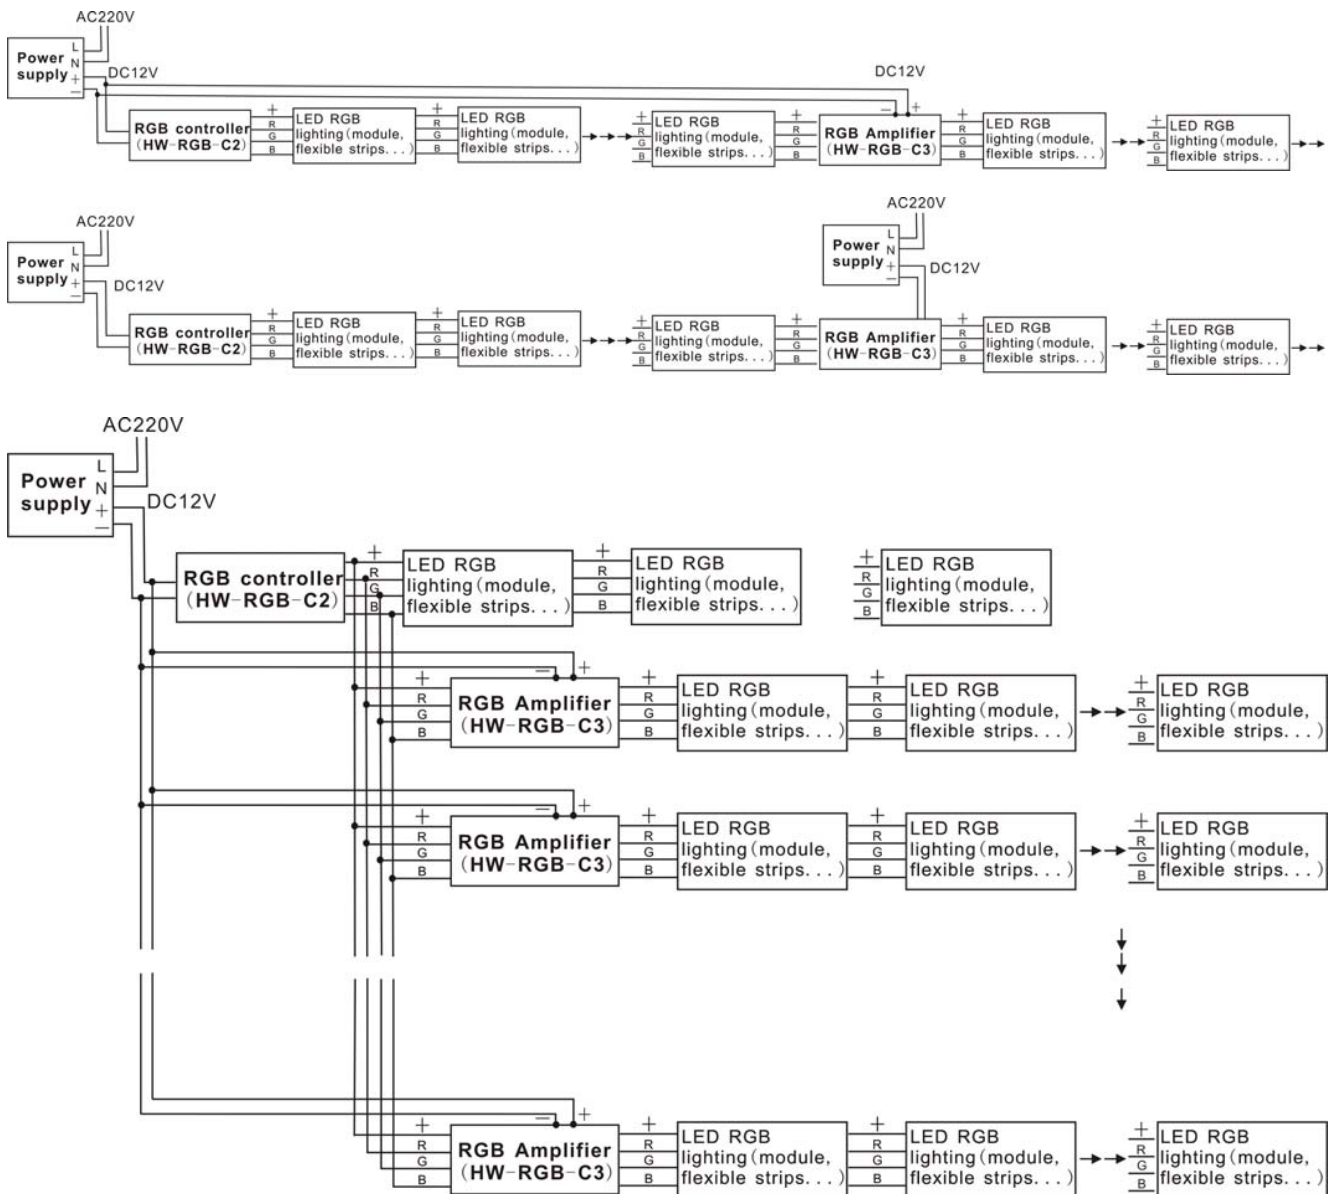 AC220V
Power supply
L
N
+
−
DC12V
DC12V
− +
RGB controller
(HW-RGB-C2)
+
R
G
B
LED RGB
lighting(module,
flexible strips...)
+
R
G
B
LED RGB
lighting(module,
flexible strips...)
+
R
G
B
LED RGB
lighting(module,
flexible strips...)
+
R
G
B
RGB Amplifier
(HW-RGB-C3)
+
R
G
B
LED RGB
lighting(module,
flexible strips...)
+
R
G
B
LED RGB
lighting(module,
flexible strips...)
AC220V
Power supply
L
N
+
−
DC12V
AC220V
Power supply
L
N
+
−
DC12V
RGB controller
(HW-RGB-C2)
+
R
G
B
LED RGB
lighting(module,
flexible strips...)
+
R
G
B
LED RGB
lighting(module,
flexible strips...)
+
R
G
B
LED RGB
lighting(module,
flexible strips...)
+
R
G
B
RGB Amplifier
(HW-RGB-C3)
+
R
G
B
LED RGB
lighting(module,
flexible strips...)
+
R
G
B
LED RGB
lighting(module,
flexible strips...)
AC220V
Power
supply
L
N
+
−
DC12V
RGB controller
(HW-RGB-C2)
+
R
G
B
LED RGB
lighting(module,
flexible strips...)
+
R
G
B
LED RGB
lighting(module,
flexible strips...)
+
R
G
B
LED RGB
lighting(module,
flexible strips...)
− +
+
R
G
B
RGB Amplifier
(HW-RGB-C3)
+
R
G
B
LED RGB
lighting(module,
flexible strips...)
+
R
G
B
LED RGB
lighting(module,
flexible strips...)
+
R
G
B
LED RGB
lighting(module,
flexible strips...)
− +
+
R
G
B
RGB Amplifier
(HW-RGB-C3)
+
R
G
B
LED RGB
lighting(module,
flexible strips...)
+
R
G
B
LED RGB
lighting(module,
flexible strips...)
+
R
G
B
LED RGB
lighting(module,
flexible strips...)
− +
+
R
G
B
RGB Amplifier
(HW-RGB-C3)
+
R
G
B
LED RGB
lighting(module,
flexible strips...)
+
R
G
B
LED RGB
lighting(module,
flexible strips...)
+
R
G
B
LED RGB
lighting(module,
flexible strips...)